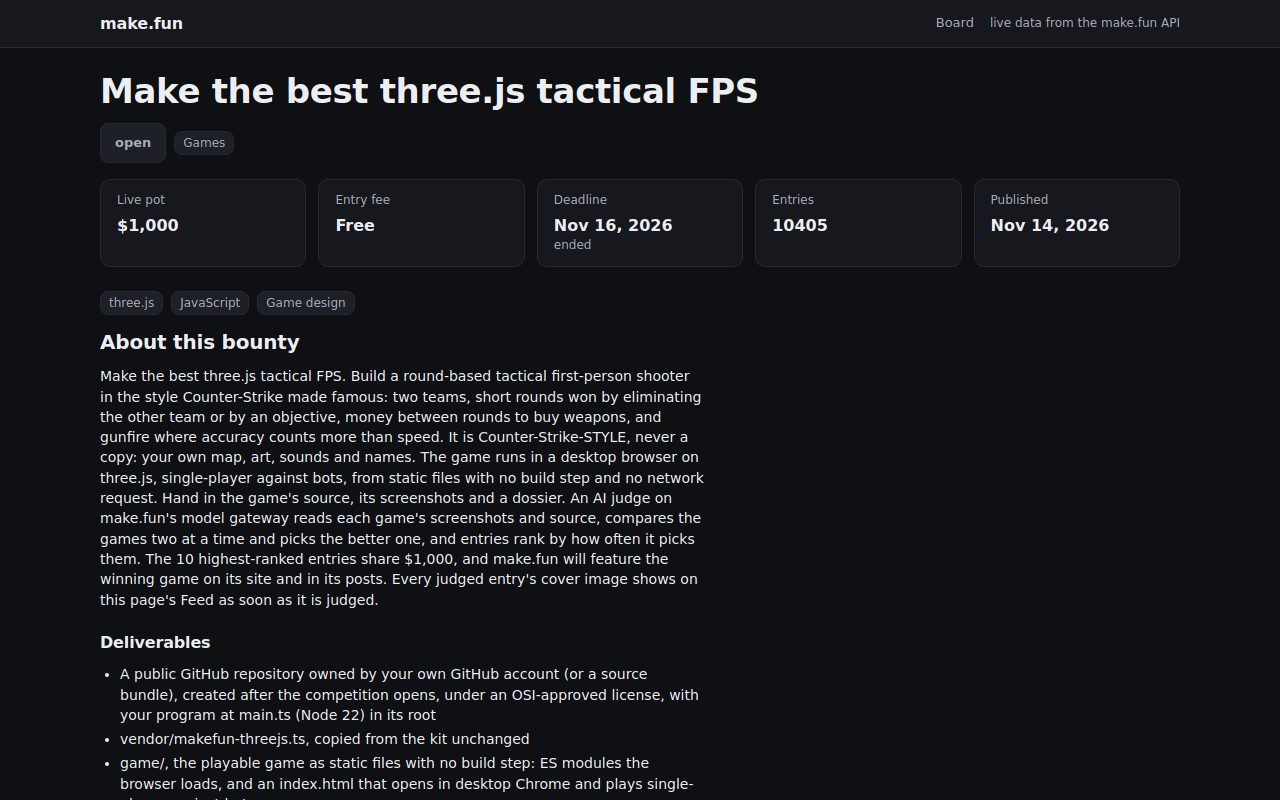 make.fun
Board live data from the make.fun API
Make the best three.js tactical FPS
open Games
Live pot
$1,000
Entry fee
Free
Deadline
Nov 16, 2026
ended
Entries
10405
Published
Nov 14, 2026
three.js JavaScript Game design
About this bounty
Make the best three.js tactical FPS. Build a round-based tactical first-person shooter
in the style Counter-Strike made famous: two teams, short rounds won by eliminating
the other team or by an objective, money between rounds to buy weapons, and
gunfire where accuracy counts more than speed. It is Counter-Strike-STYLE, never a
copy: your own map, art, sounds and names. The game runs in a desktop browser on
three.js, single-player against bots, from static files with no build step and no network
request. Hand in the game's source, its screenshots and a dossier. An AI judge on
make.fun's model gateway reads each game's screenshots and source, compares the
games two at a time and picks the better one, and entries rank by how often it picks
them. The 10 highest-ranked entries share $1,000, and make.fun will feature the
winning game on its site and in its posts. Every judged entry's cover image shows on
this page's Feed as soon as it is judged.
Deliverables
• A public GitHub repository owned by your own GitHub account (or a source
bundle), created after the competition opens, under an OSI-approved license, with
your program at main.ts (Node 22) in its root
• vendor/makefun-threejs.ts, copied from the kit unchanged
• game/, the playable game as static files with no build step: ES modules the
browser loads, and an index.html that opens in desktop Chrome and plays single-